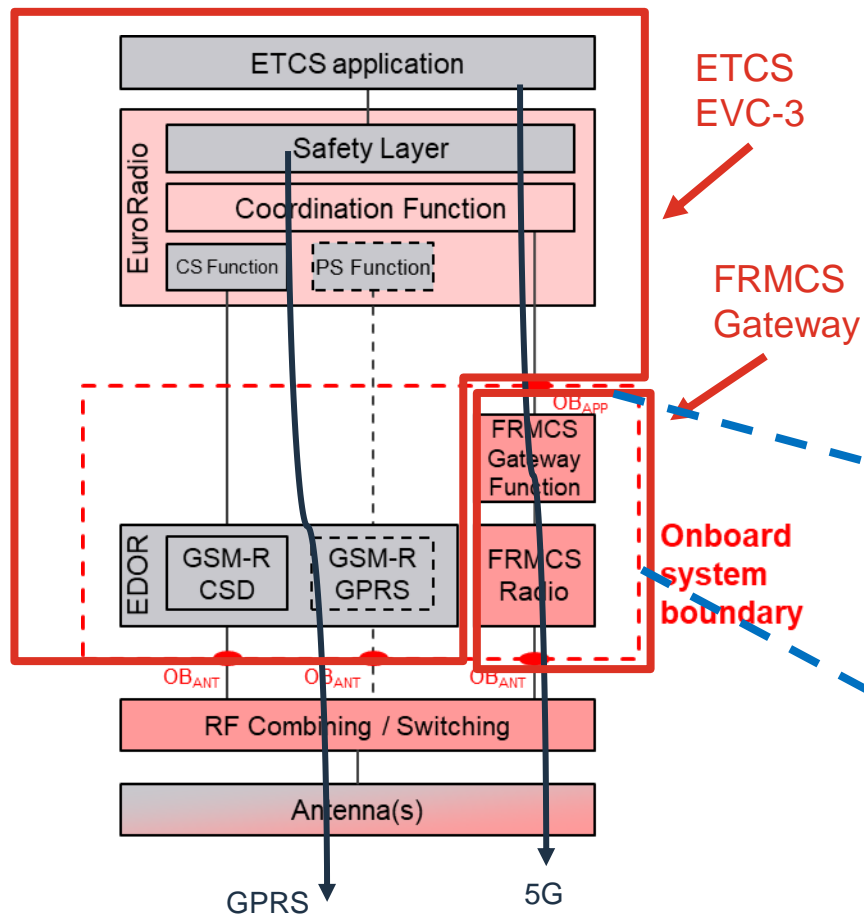 ETCS application
ETCS
EVC-3
Safety Layer
Coordination Function
EuroRadio
CS Function
PS Function
FRMCS
Gateway
OBAPP
FRMCS
Gateway
Function
EDOR
GSM-R
CSD
GSM-R
GPRS
FRMCS
Radio
Onboard
system
boundary
OBANT
OBANT
OBANT
RF Combining / Switching
Antenna(s)
GPRS
5G